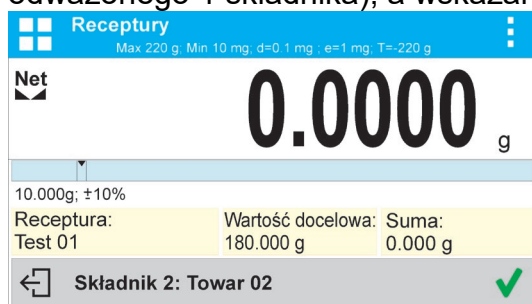 odważonego 1 składnika), a wskazan
Receptury
Max 220 g; Min 10 mg; d=0.1 mg ; e=1 mg; T=-220 g
Net
0.0000 g
10.000g; ±10%
Receptura: Wartość docelowa: Suma:
Test 01 180.000 g 0.000 g
Składnik 2: Towar 02